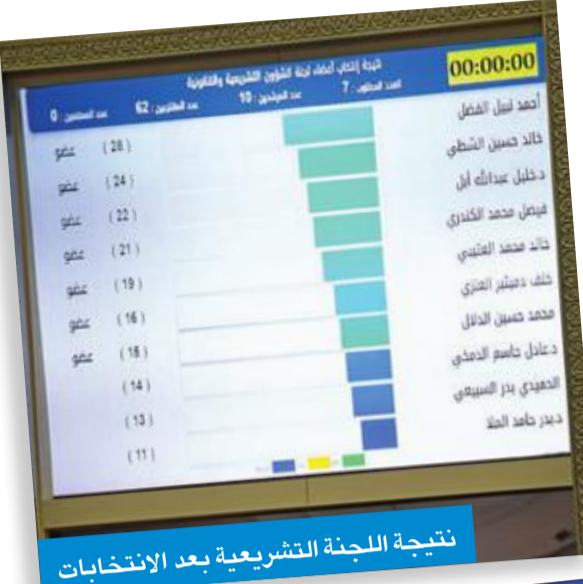 00:00:00
نتيجة إنتخاب أعضاء لجنة الشؤون التشريعية والقانونية
العدد المطلوب : 7 عدد المرشحين : 10 عدد المقترعين : 62 عدد الممتنعين : 0
أحمد نبيل الفضل ( 28 ) عضو
خالد حسين الشطي ( 24 ) عضو
د.خليل عبدالله أبل ( 22 ) عضو
فيصل محمد الكندري ( 21 ) عضو
خالد محمد العتيبي ( 19 ) عضو
خلف دميثير العنزي ( 16 ) عضو
محمد حسين الدلال ( 15 ) عضو
د.عادل جاسم الدمخي ( 14 )
الحميدي بدر السبيعي ( 13 )
د.بدر حامد الملا ( 11 )
نتيجة اللجنة التشريعية بعد الانتخابات